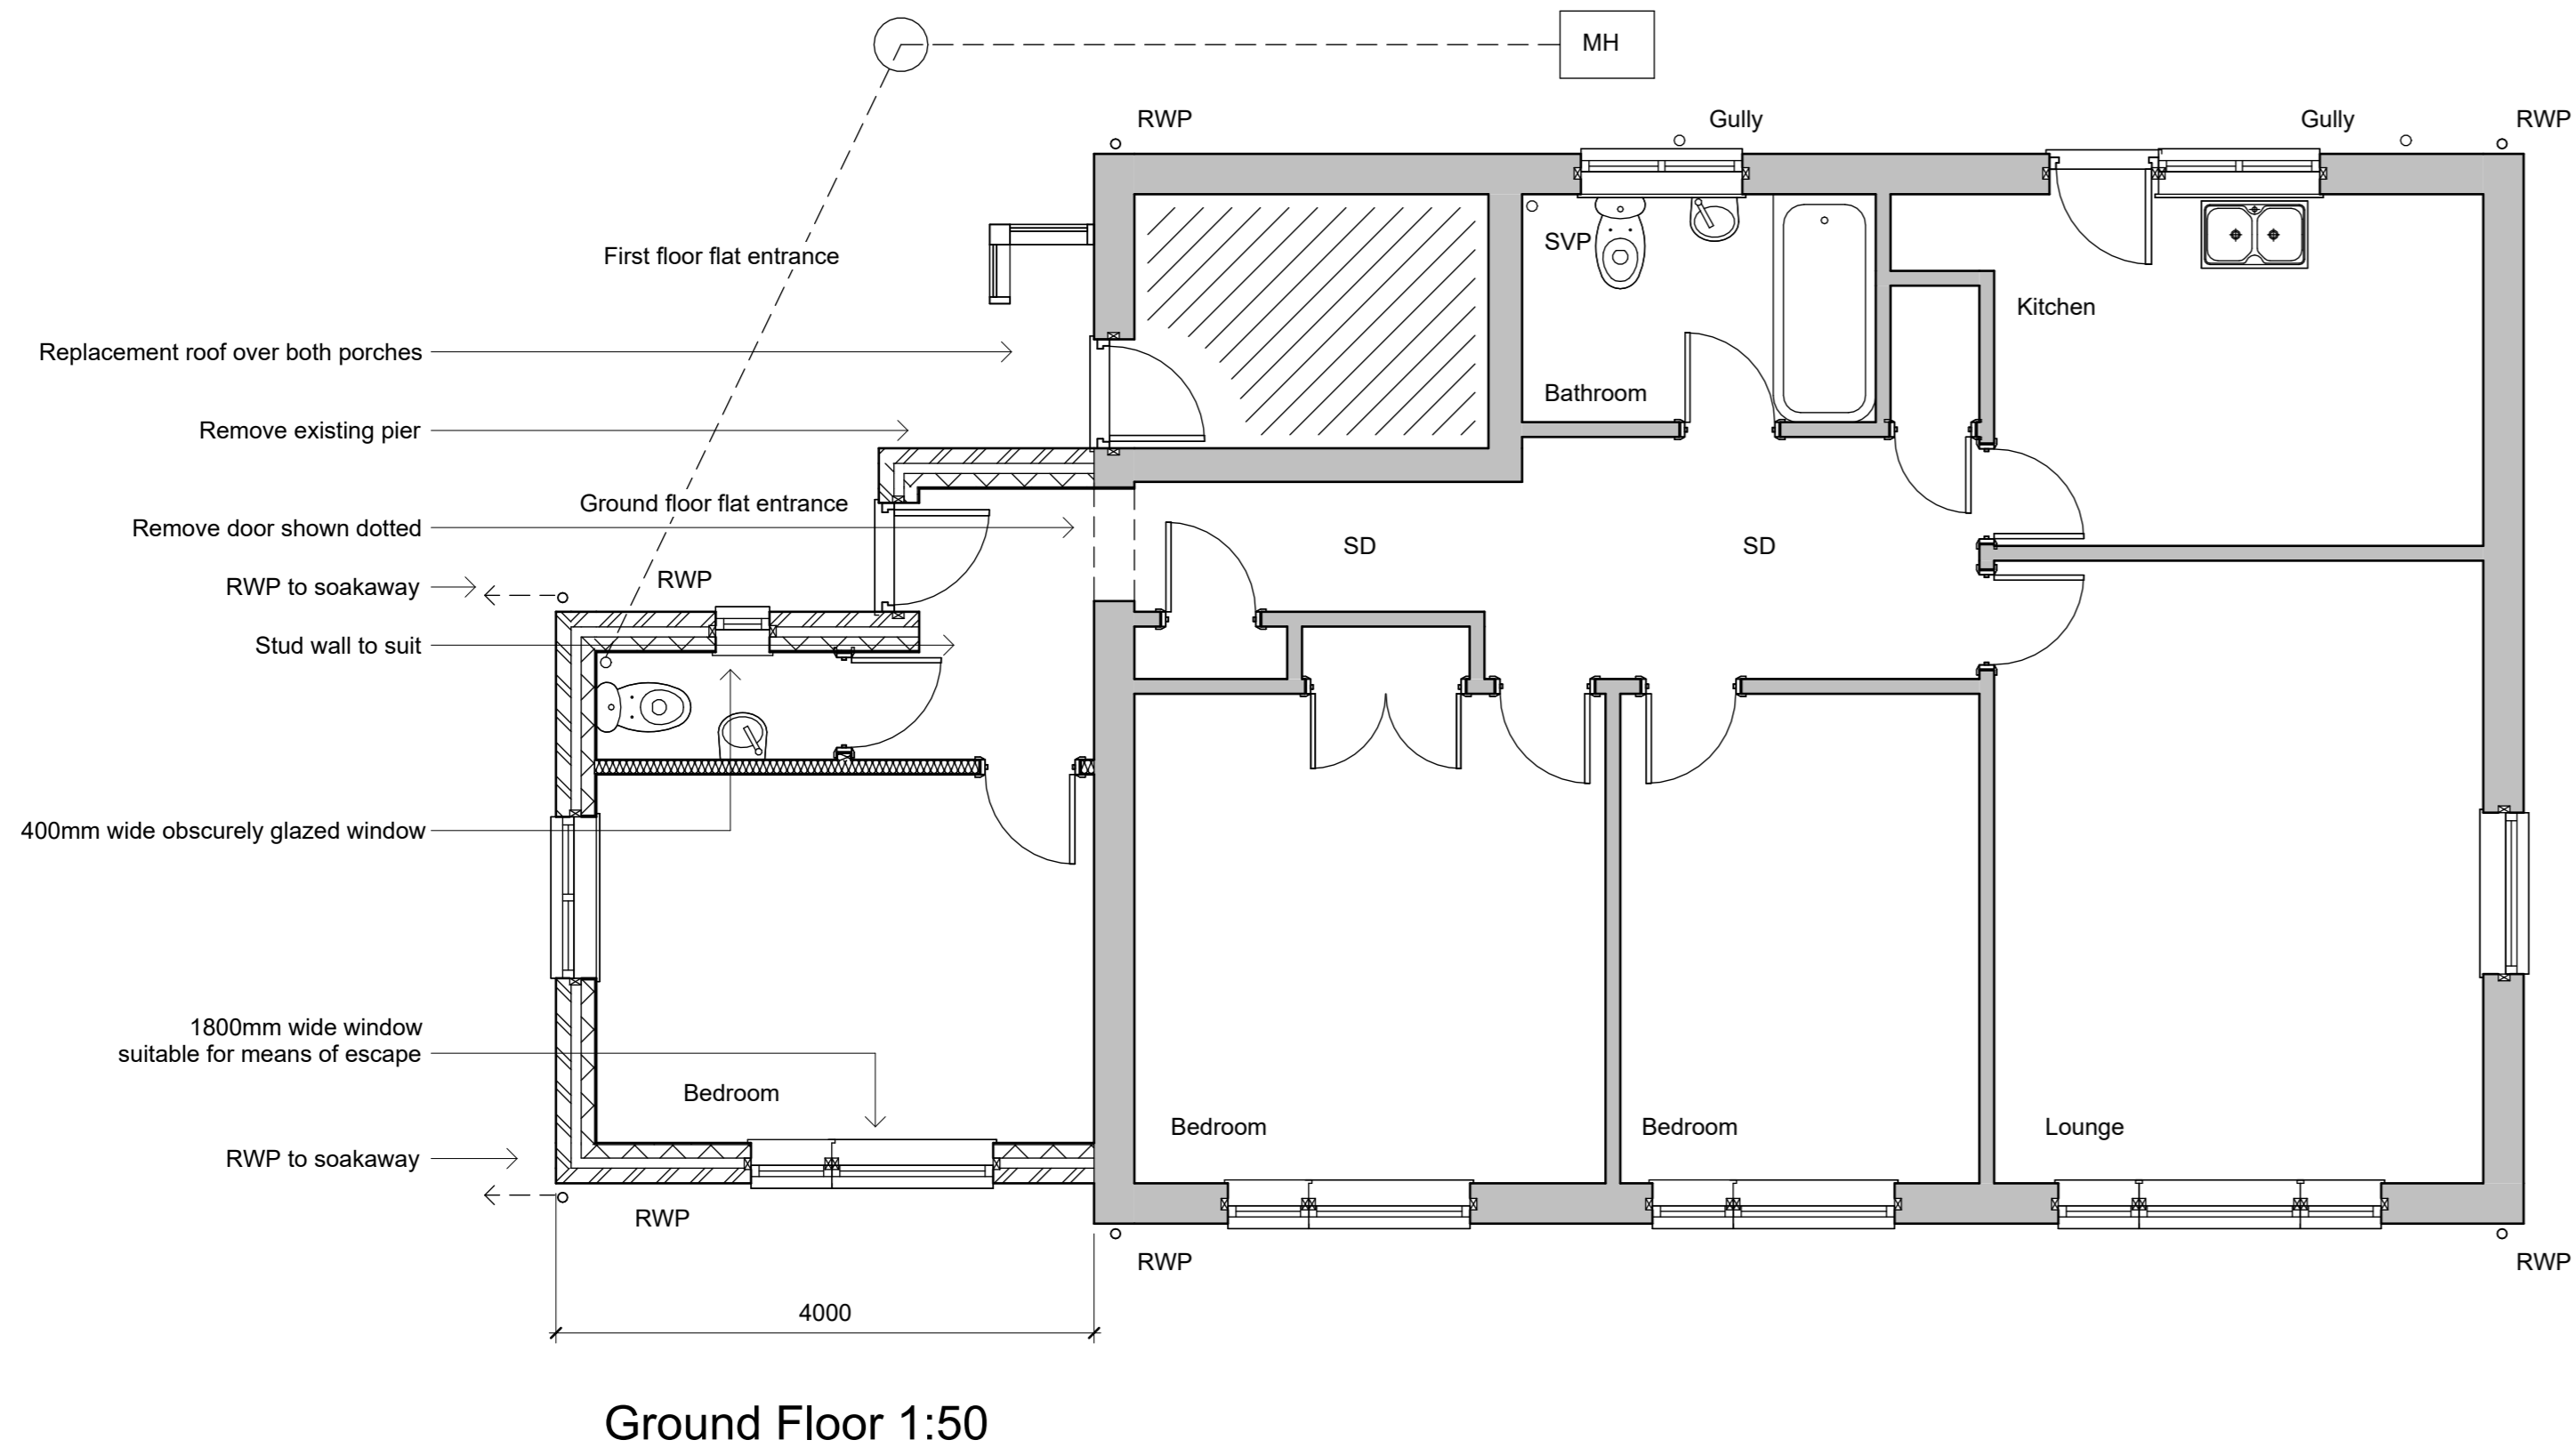 MH
RWP
Gully
Gully
RWP
First floor flat entrance
SVP
Kitchen
Replacement roof over both porches
Bathroom
Remove existing pier
Ground floor flat entrance
Remove door shown dotted
SD
SD
RWP to soakaway
RWP
Stud wall to suit
400mm wide obscurely glazed window
1800mm wide window
suitable for means of escape
Bedroom
Bedroom
Bedroom
Lounge
RWP to soakaway
RWP
RWP
RWP
4000
Ground Floor 1:50